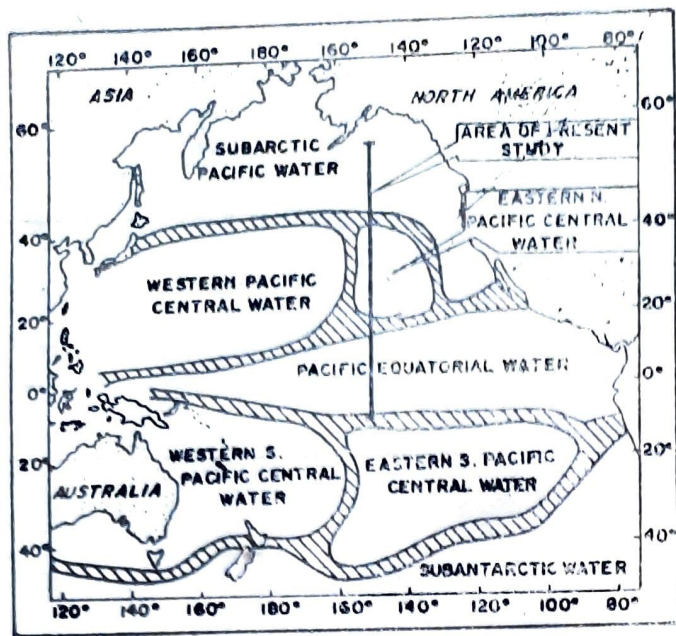 120° 140° 160° 180° 160° 140° 120° 100° 80°
ASIA
NORTH AMERICA
60°
60°
SUBARCTIC
PACIFIC WATER
AREA OF PRESENT
STUDY
EASTERN N.
PACIFIC CENTRAL
WATER
40°
40°
WESTERN PACIFIC
CENTRAL WATER
20°
20°
PACIFIC EQUATORIAL WATER
0°
0°
WESTERN S.
PACIFIC CENTRAL
WATER
EASTERN S. PACIFIC
CENTRAL WATER
20°
20°
AUSTRALIA
40°
40°
SUBANTARCTIC WATER
120° 140° 160° 180° 160° 140° 120° 100° 80°